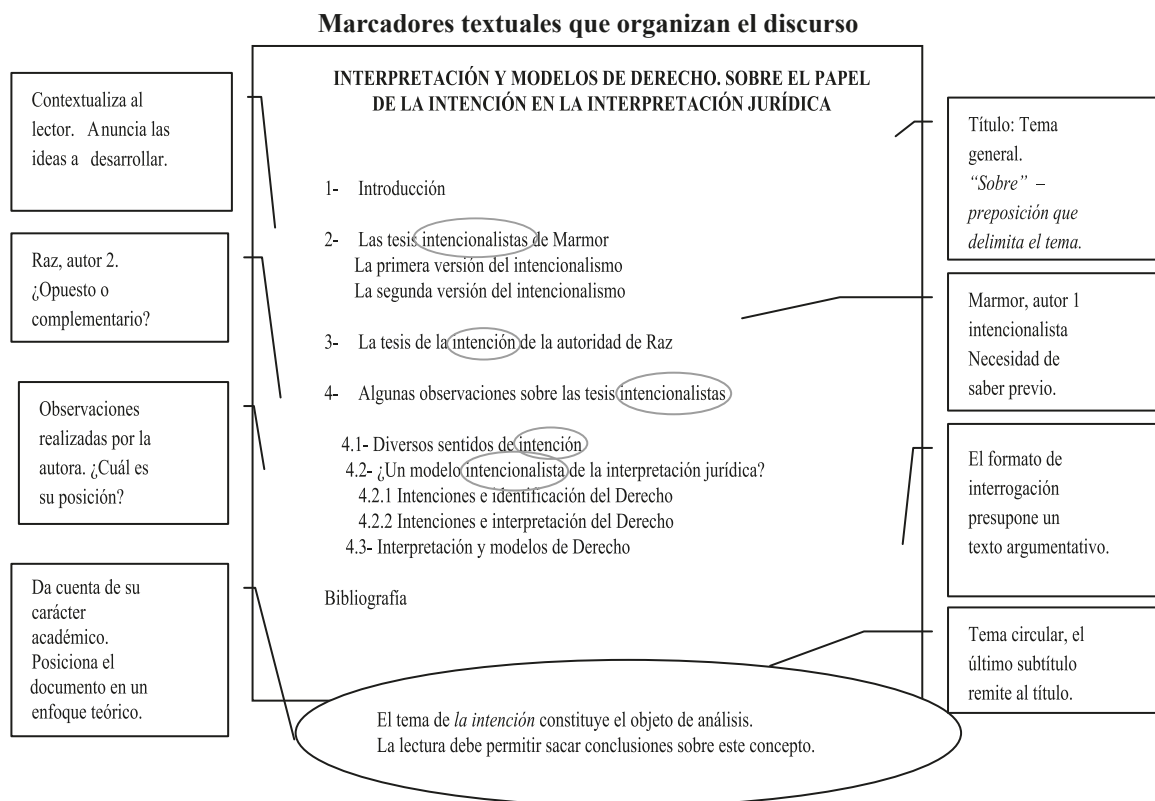 Marcadores textuales que organizan el discurso
INTERPRETACIÓN Y MODELOS DE DERECHO. SOBRE EL PAPEL
DE LA INTENCIÓN EN LA INTERPRETACIÓN JURÍDICA
1- Introducción
2- Las tesis intencionalistas de Marmor
La primera versión del intencionalismo
La segunda versión del intencionalismo
3- La tesis de la intención de la autoridad de Raz
4- Algunas observaciones sobre las tesis intencionalistas
4.1- Diversos sentidos de intención
4.2- ¿Un modelo intencionalista de la interpretación jurídica?
4.2.1 Intenciones e identificación del Derecho
4.2.2 Intenciones e interpretación del Derecho
4.3- Interpretación y modelos de Derecho
Bibliografía
Contextualiza al
lector. Anuncia las
ideas a desarrollar.
Raz, autor 2.
¿Opuesto o
complementario?
Observaciones
realizadas por la
autora. ¿Cuál es
su posición?
Da cuenta de su
carácter
académico.
Posiciona el
documento en un
enfoque teórico.
Título: Tema
general.
“Sobre” –
preposición que
delimita el tema.
Marmor, autor 1
intencionalista
Necesidad de
saber previo.
El formato de
interrogación
presupone un
texto argumentativo.
Tema circular, el
último subtítulo
remite al título.
El tema de la intención constituye el objeto de análisis.
La lectura debe permitir sacar conclusiones sobre este concepto.